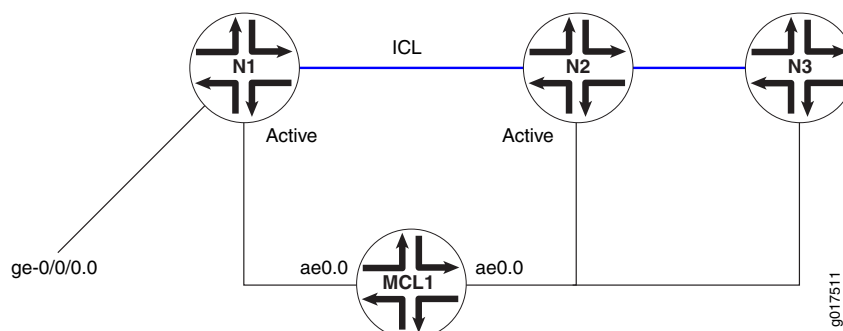 ICL
N1
N2
N3
Active
Active
ge-0/0/0.0
ae0.0
ae0.0
MCL1
g017511